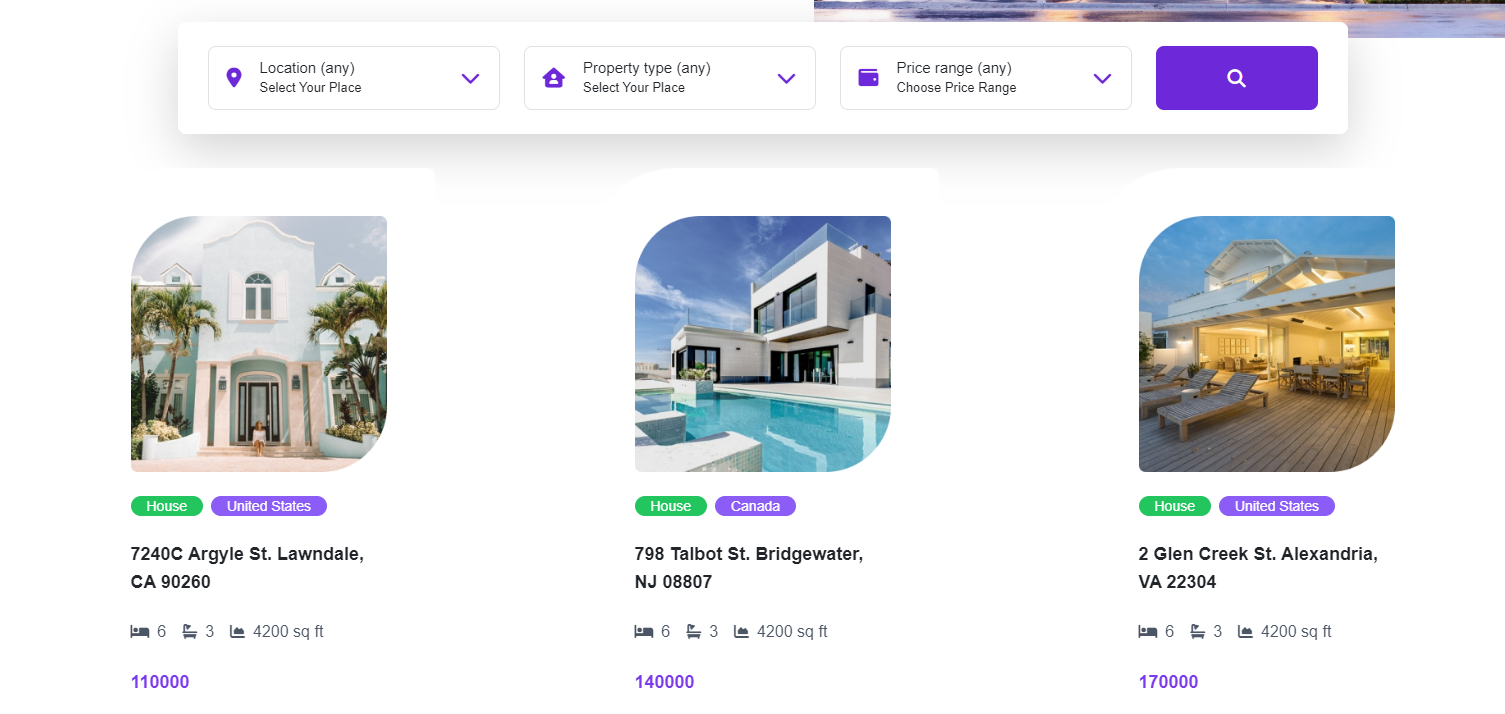 Location (any)
Select Your Place
Property type (any)
Select Your Place
Price range (any)
Choose Price Range
House
United States
7240C Argyle St. Lawndale,
CA 90260
6 3 4200 sq ft
110000
House
Canada
798 Talbot St. Bridgewater,
NJ 08807
6 3 4200 sq ft
140000
House
United States
2 Glen Creek St. Alexandria,
VA 22304
6 3 4200 sq ft
170000